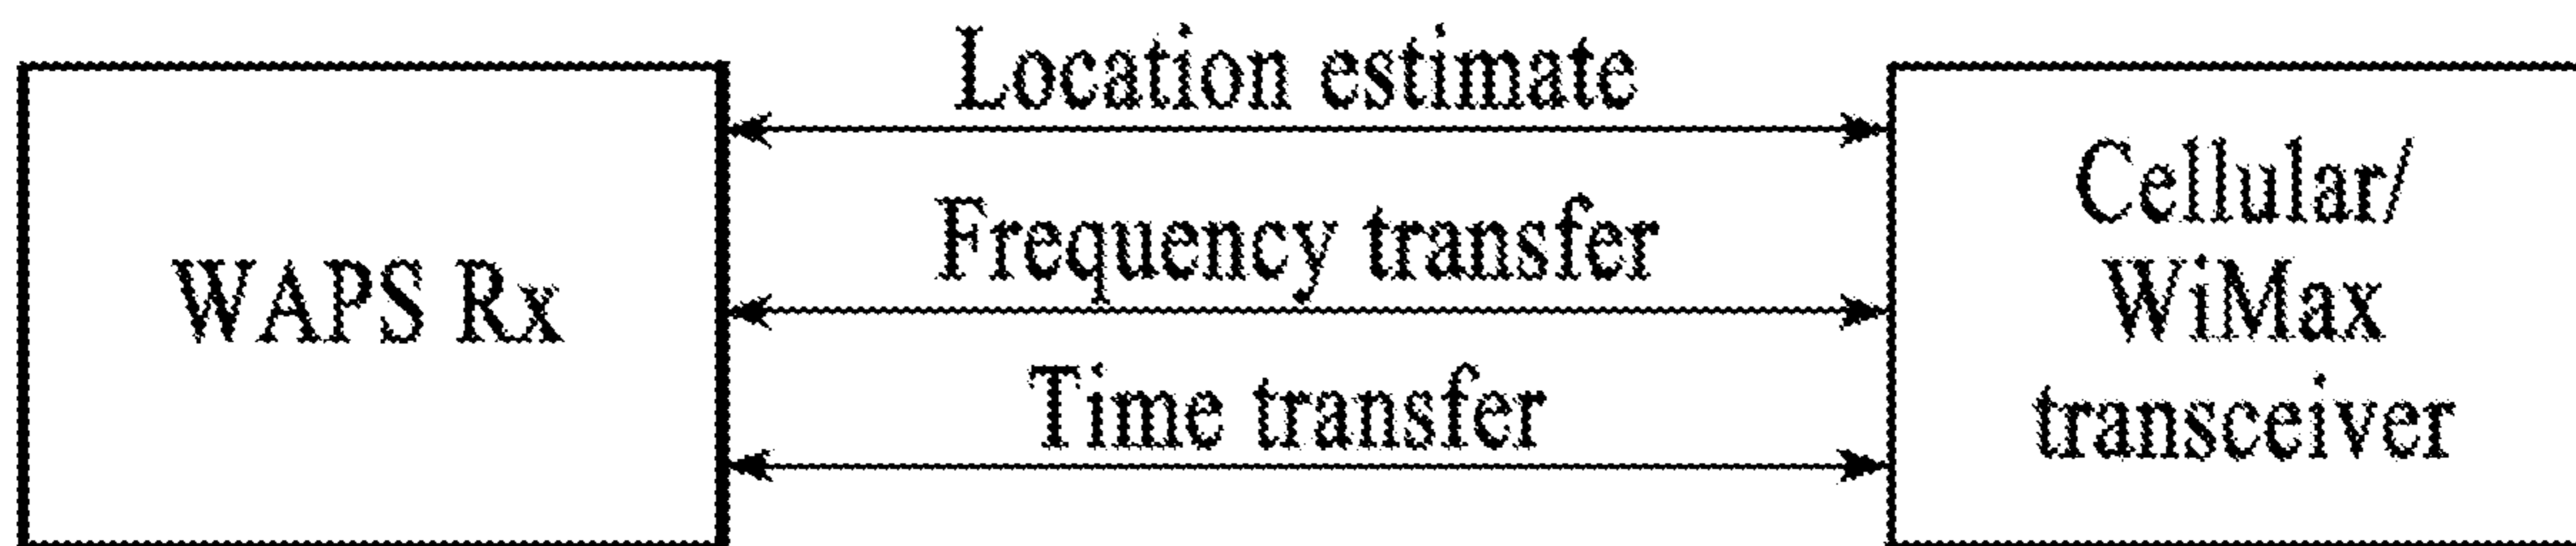 Location estimate
Frequency transfer
Time transfer
WAPS Rx
Cellular/
WiMax
transceiver